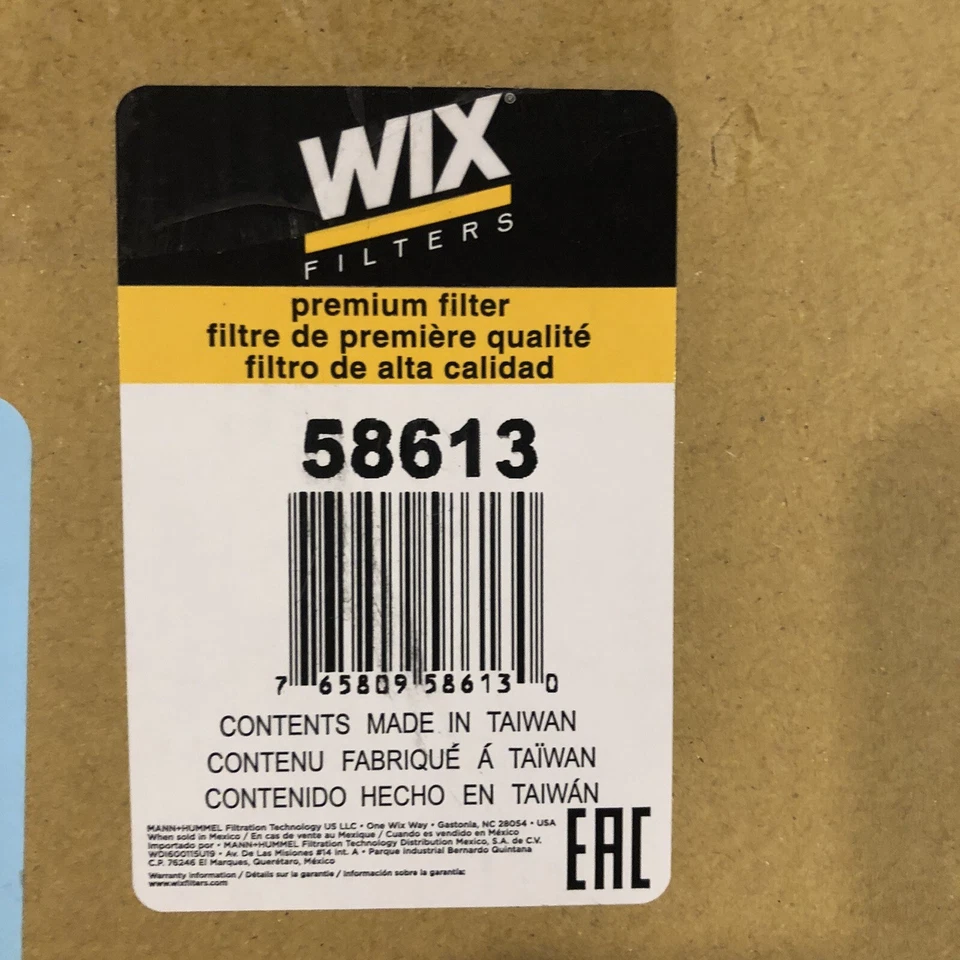 WIX®
FILTERS
premium filter
filtre de première qualité
filtro de alta calidad
58613
7 65809 58613 0
CONTENTS MADE IN TAIWAN
CONTENU FABRIQUÉ Á TAÏWAN
CONTENIDO HECHO EN TAIWÁN
MANN+HUMMEL Filtration Technology US LLC • One Wix Way • Gastonia, NC 28054 • USA
When sold in Mexico / En cas de vente au Mexique / Cuando es vendido en México
Importado por • MANN+HUMMEL Filtration Technology Distribution Mexico, S.A. de C.V.
WDI600115U19 • Av. De Las Misiones #14 Int. A • Parque Industrial Bernardo Quintana
C.P. 76246 El Marques, Querétaro, México
Warranty information / Détails sur la garantie / Información sobre la garantía:
www.wixfilters.com
EAC